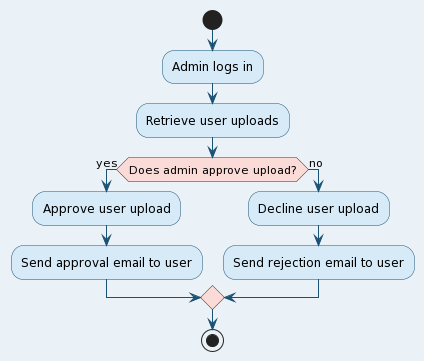 Admin logs in
Retrieve user uploads
Does admin approve upload?
yes
no
Approve user upload
Decline user upload
Send approval email to user
Send rejection email to user